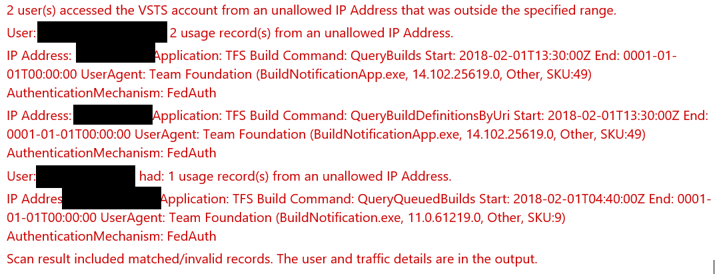 2 user(s) accessed the VSTS account from an unallowed IP Address that was outside the specified range.
User: 2 usage record(s) from an unallowed IP Address.
IP Address: Application: TFS Build Command: QueryBuilds Start: 2018-02-01T13:30:00Z End: 0001-01-
01T00:00:00 UserAgent: Team Foundation (BuildNotificationApp.exe, 14.102.25619.0, Other, SKU:49)
AuthenticationMechanism: FedAuth
IP Address: Application: TFS Build Command: QueryBuildDefinitionsByUri Start: 2018-02-01T13:30:00Z End:
0001-01-01T00:00:00 UserAgent: Team Foundation (BuildNotificationApp.exe, 14.102.25619.0, Other, SKU:49)
AuthenticationMechanism: FedAuth
User: had: 1 usage record(s) from an unallowed IP Address.
IP Addres Application: TFS Build Command: QueryQueuedBuilds Start: 2018-02-01T04:40:00Z End: 0001-
01-01T00:00:00 UserAgent: Team Foundation (BuildNotification.exe, 11.0.61219.0, Other, SKU:9)
AuthenticationMechanism: FedAuth
Scan result included matched/invalid records. The user and traffic details are in the output.